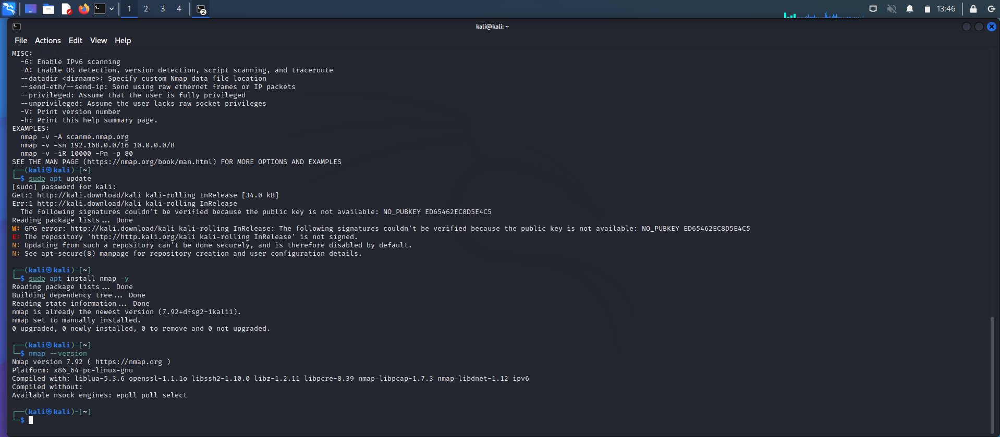 1 2 3 4 2 13:46
kali@kali: ~
File Actions Edit View Help
MISC:
-6: Enable IPv6 scanning
-A: Enable OS detection, version detection, script scanning, and traceroute
--datadir <dirname>: Specify custom Nmap data file location
--send-eth/--send-ip: Send using raw ethernet frames or IP packets
--privileged: Assume that the user is fully privileged
--unprivileged: Assume the user lacks raw socket privileges
-V: Print version number
-h: Print this help summary page.
EXAMPLES:
nmap -v -A scanme.nmap.org
nmap -v -sn 192.168.0.0/16 10.0.0.0/8
nmap -v -iR 10000 -Pn -p 80
SEE THE MAN PAGE (https://nmap.org/book/man.html) FOR MORE OPTIONS AND EXAMPLES
┌──(kali㉿kali)-[~]
└─$ sudo apt update
[sudo] password for kali:
Get:1 http://kali.download/kali kali-rolling InRelease [34.0 kB]
Err:1 http://kali.download/kali kali-rolling InRelease
The following signatures couldn't be verified because the public key is not available: NO_PUBKEY ED65462EC8D5E4C5
Reading package lists... Done
W: GPG error: http://kali.download/kali kali-rolling InRelease: The following signatures couldn't be verified because the public key is not available: NO_PUBKEY ED65462EC8D5E4C5
E: The repository 'http://http.kali.org/kali kali-rolling InRelease' is not signed.
N: Updating from such a repository can't be done securely, and is therefore disabled by default.
N: See apt-secure(8) manpage for repository creation and user configuration details.
┌──(kali㉿kali)-[~]
└─$ sudo apt install nmap -y
Reading package lists... Done
Building dependency tree... Done
Reading state information... Done
nmap is already the newest version (7.92+dfsg2-1kali1).
nmap set to manually installed.
0 upgraded, 0 newly installed, 0 to remove and 0 not upgraded.
┌──(kali㉿kali)-[~]
└─$ nmap --version
Nmap version 7.92 ( https://nmap.org )
Platform: x86_64-pc-linux-gnu
Compiled with: liblua-5.3.6 openssl-1.1.1o libssh2-1.10.0 libz-1.2.11 libpcre-8.39 nmap-libpcap-1.7.3 nmap-libdnet-1.12 ipv6
Compiled without:
Available nsock engines: epoll poll select
┌──(kali㉿kali)-[~]
└─$